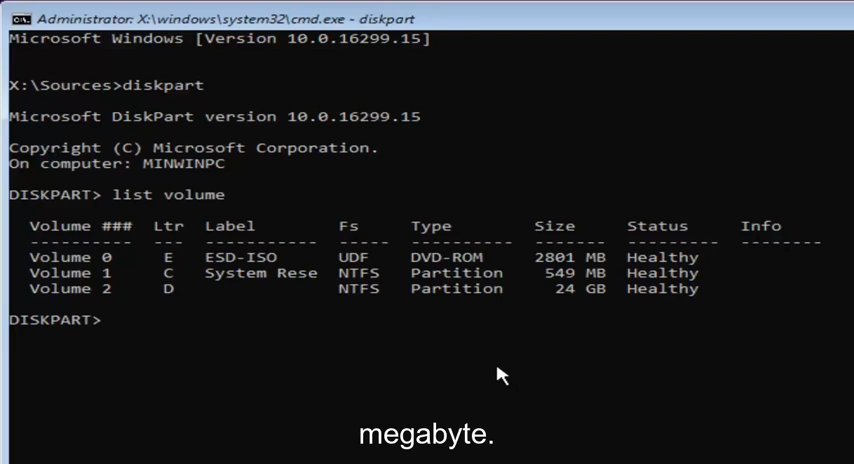 Administrator: X:\windows\system32\cmd.exe - diskpart
Microsoft Windows [Version 10.0.16299.15]
X:\Sources>diskpart
Microsoft DiskPart version 10.0.16299.15
Copyright (C) Microsoft Corporation.
On computer: MINWINPC
DISKPART> list volume
Volume ### Ltr Label Fs Type Size Status Info
---------- --- ----------- ----- ---------- ------- --------- --------
Volume 0 E ESD-ISO UDF DVD-ROM 2801 MB Healthy
Volume 1 C System Rese NTFS Partition 549 MB Healthy
Volume 2 D NTFS Partition 24 GB Healthy
DISKPART>
megabyte.